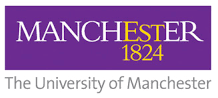 MANCHEstER
1824
The University of Manchester